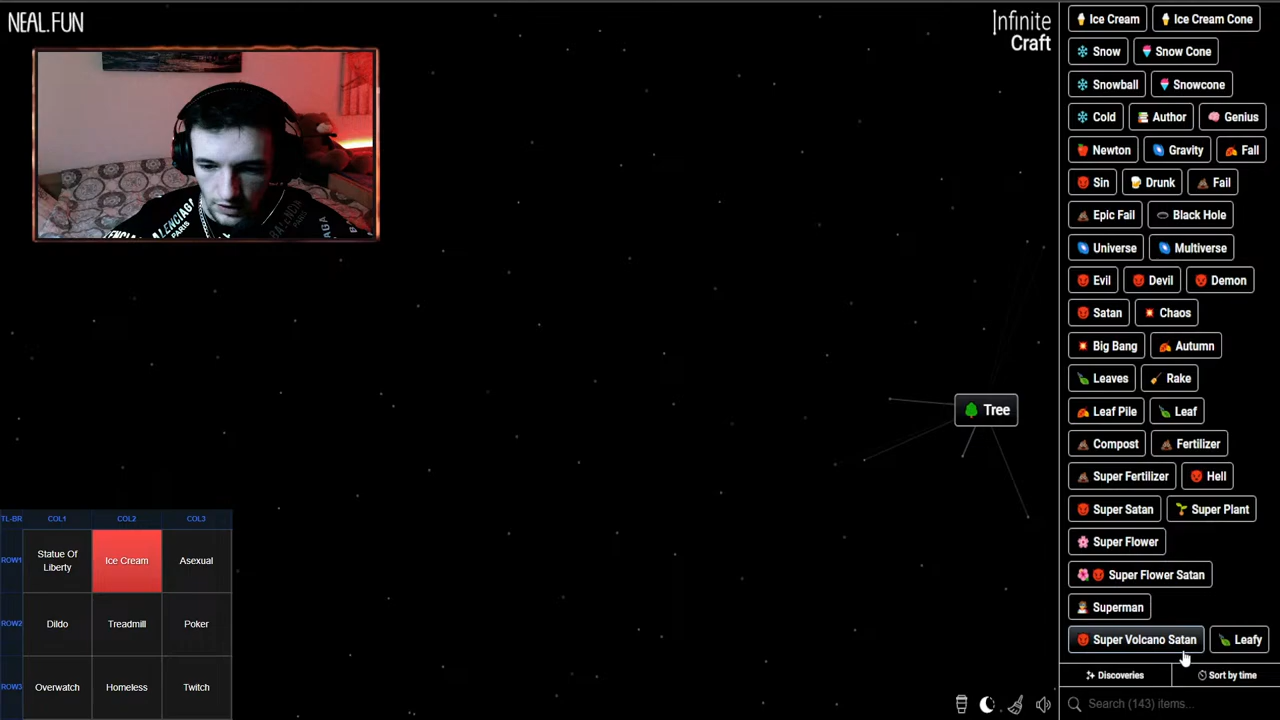 NEAL.FUN
Infinite
Craft
Ice Cream
Ice Cream Cone
Snow
Snow Cone
Snowball
Snowcone
Cold
Author
Genius
Newton
Gravity
Fall
Sin
Drunk
Fail
Epic Fail
Black Hole
Universe
Multiverse
Evil
Devil
Demon
Satan
Chaos
Big Bang
Autumn
Leaves
Rake
Leaf Pile
Leaf
Compost
Fertilizer
Super Fertilizer
Hell
Super Satan
Super Plant
Super Flower
Super Flower Satan
Superman
Super Volcano Satan
Leafy
Discoveries
Sort by time
Search (143) items...
Tree
BALENCIAGA
PARIS
TL-BR
COL1
COL2
COL3
ROW1
Statue Of
Liberty
Ice Cream
Asexual
ROW2
Dildo
Treadmill
Poker
ROW3
Overwatch
Homeless
Twitch